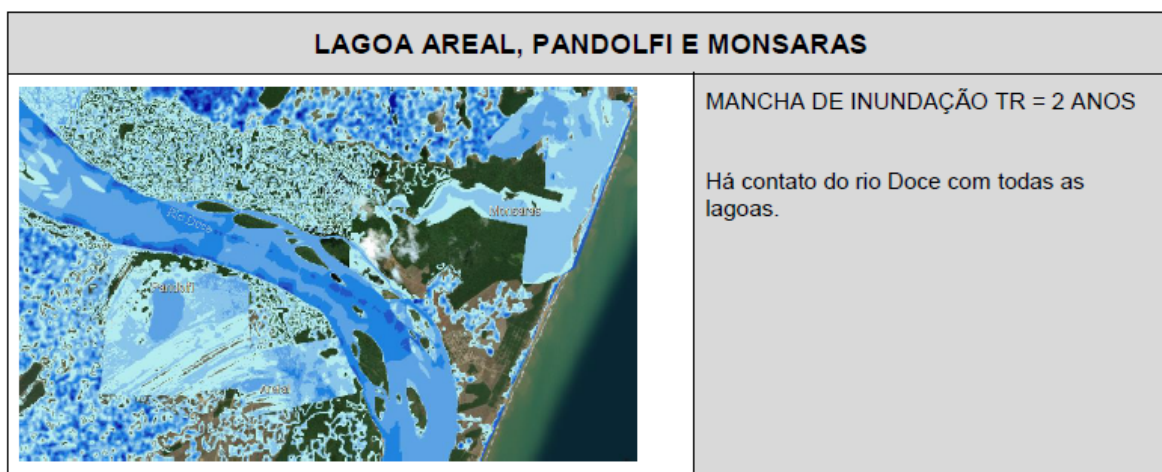 LAGOA AREAL, PANDOLFI E MONSARAS
MANCHA DE INUNDAÇÃO TR = 2 ANOS
Há contato do rio Doce com todas as
lagoas.
Rio Doce
Monsaras
Pandolfi
Areal